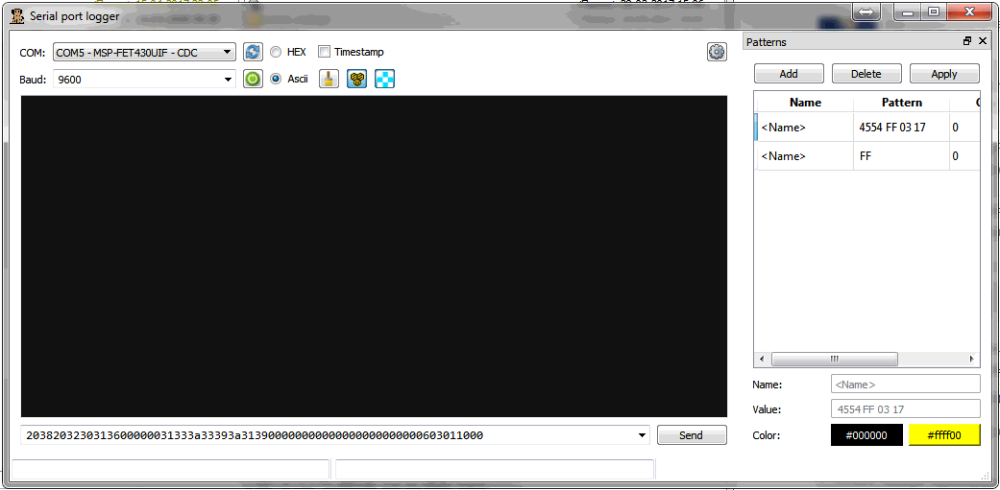 Serial port logger
COM: COM5 - MSP-FET430UIF - CDC HEX Timestamp
Baud: 9600 Ascii
Patterns
Add Delete Apply
Name Pattern
<Name> 4554 FF 03 17 0
<Name> FF 0
Name: <Name>
Value: 4554 FF 03 17
Color: #000000 #ffff00
Send